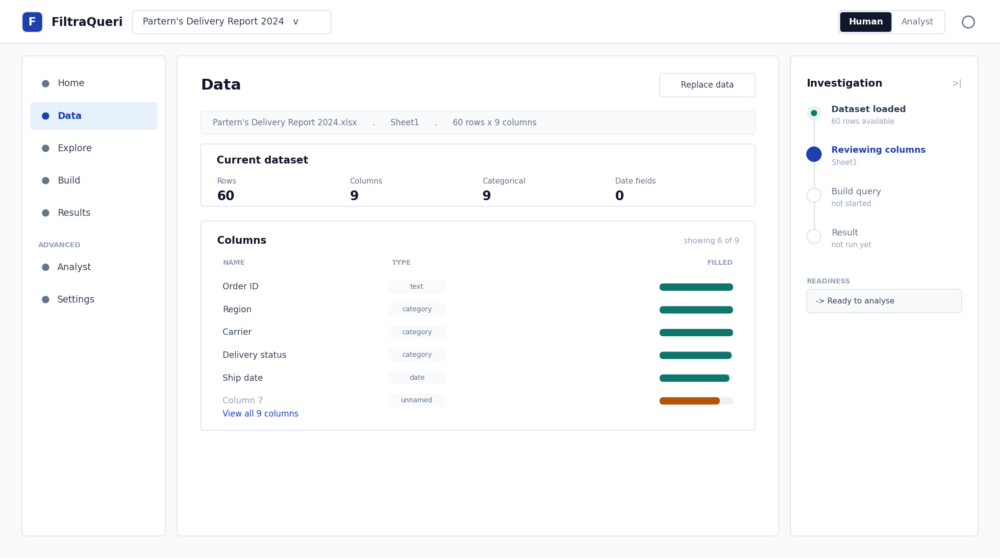 F FiltraQueri Partern's Delivery Report 2024 v Human Analyst
Home
Data
Explore
Build
Results
ADVANCED
Analyst
Settings
Data Replace data
Partern's Delivery Report 2024.xlsx . Sheet1 . 60 rows x 9 columns
Current dataset
Rows Columns Categorical Date fields
60 9 9 0
Columns showing 6 of 9
NAME TYPE FILLED
Order ID text
Region category
Carrier category
Delivery status category
Ship date date
Column 7 unnamed
View all 9 columns
Investigation >|
Dataset loaded
60 rows available
Reviewing columns
Sheet1
Build query
not started
Result
not run yet
READINESS
-> Ready to analyse